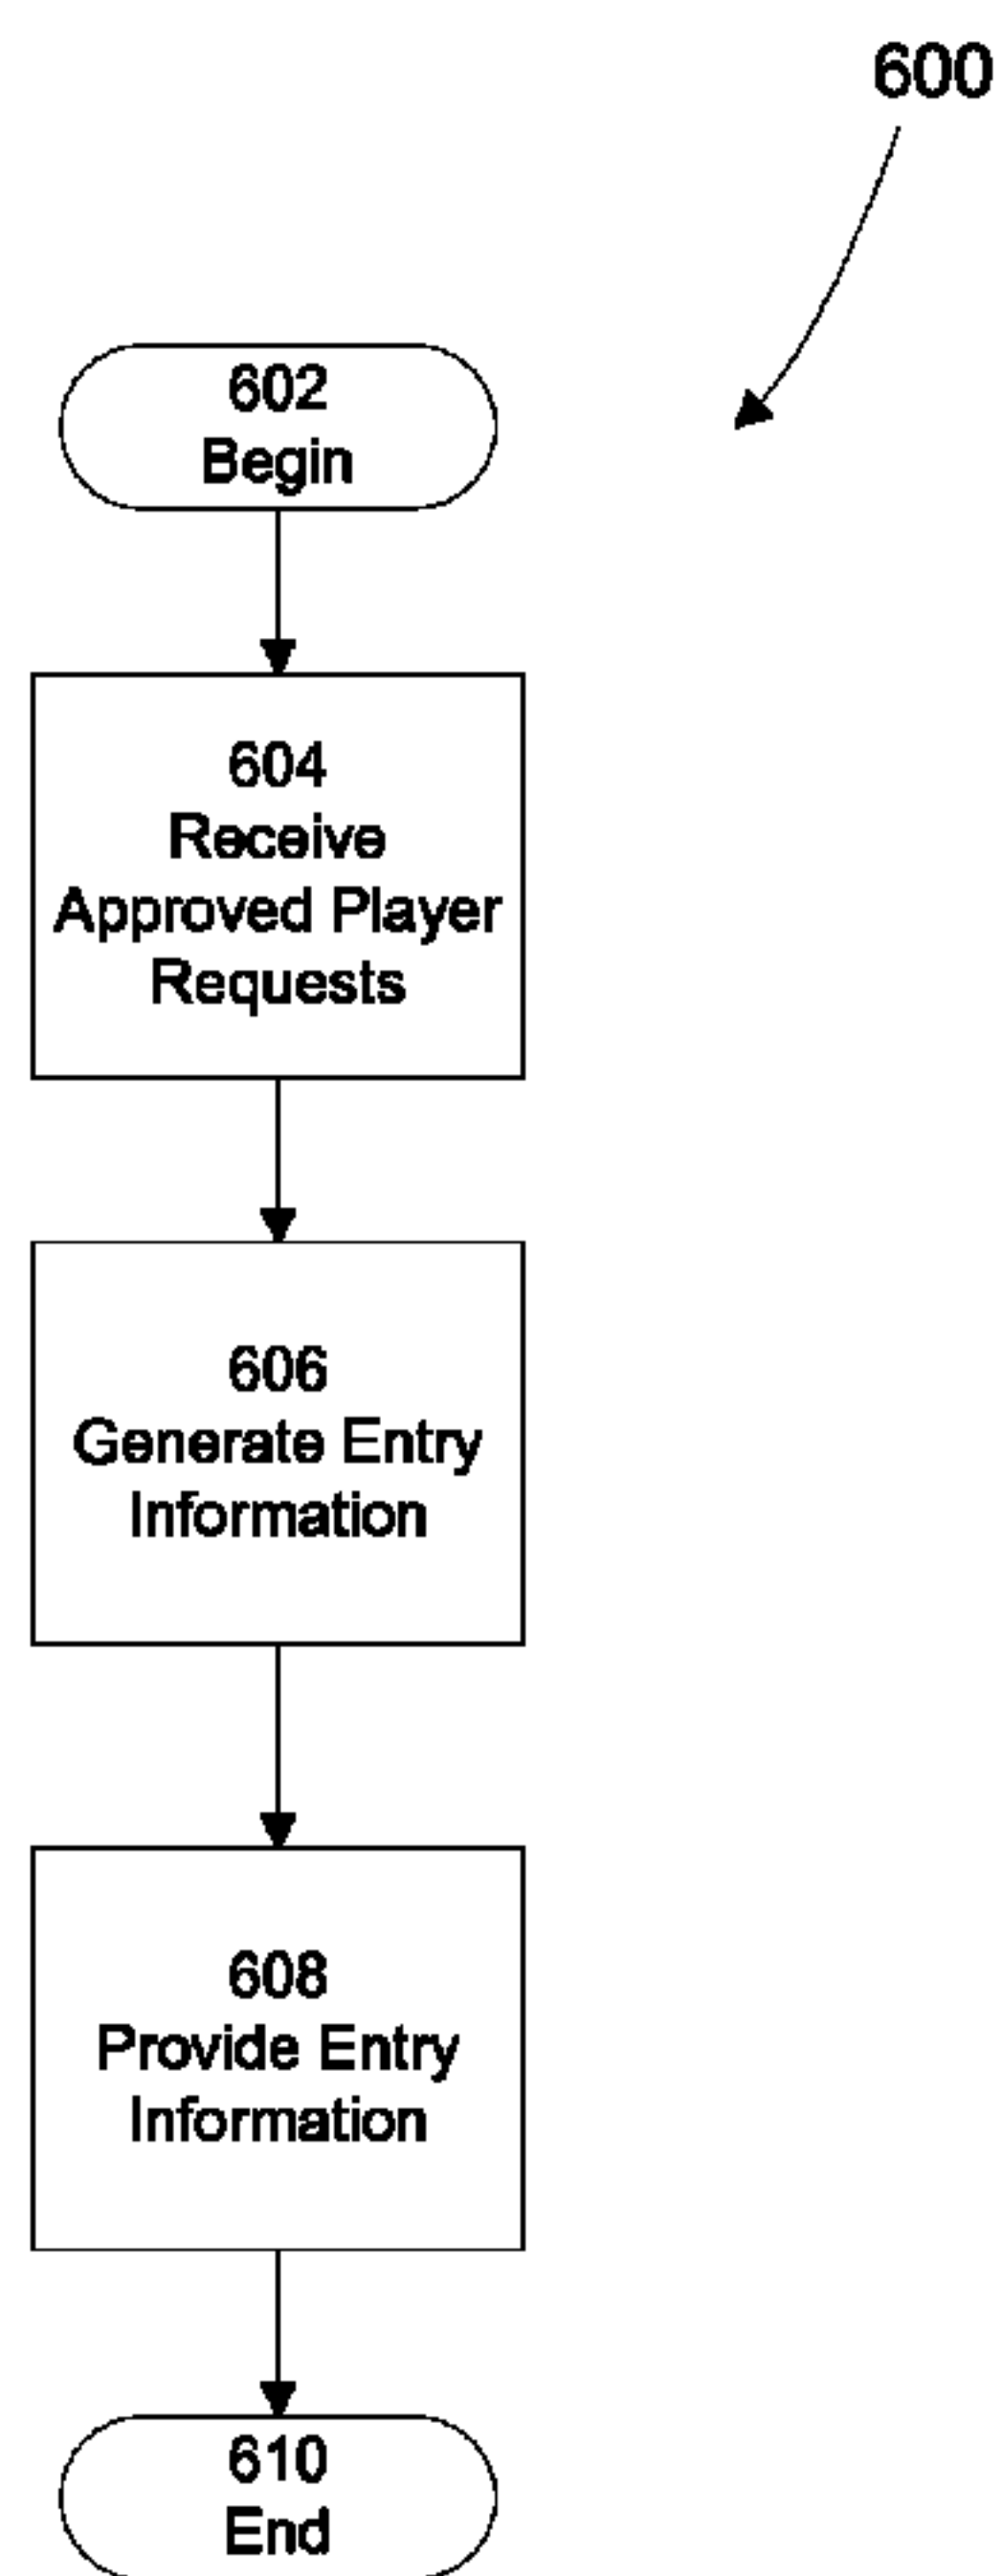 600
602
Begin
604
Receive
Approved Player
Requests
606
Generate Entry
Information
608
Provide Entry
Information
610
End